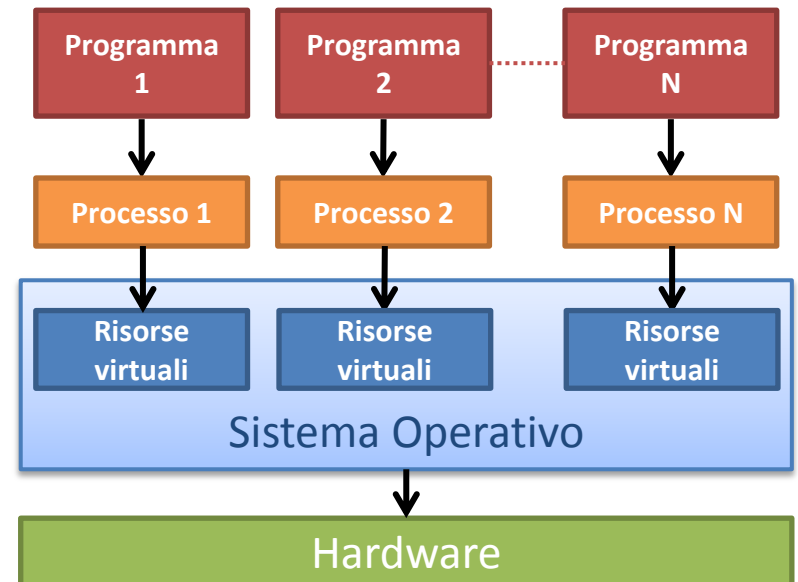 Programma
1
Programma
2
Programma
N
Processo 1
Processo 2
Processo N
Risorse
virtuali
Risorse
virtuali
Risorse
virtuali
Sistema Operativo
Hardware